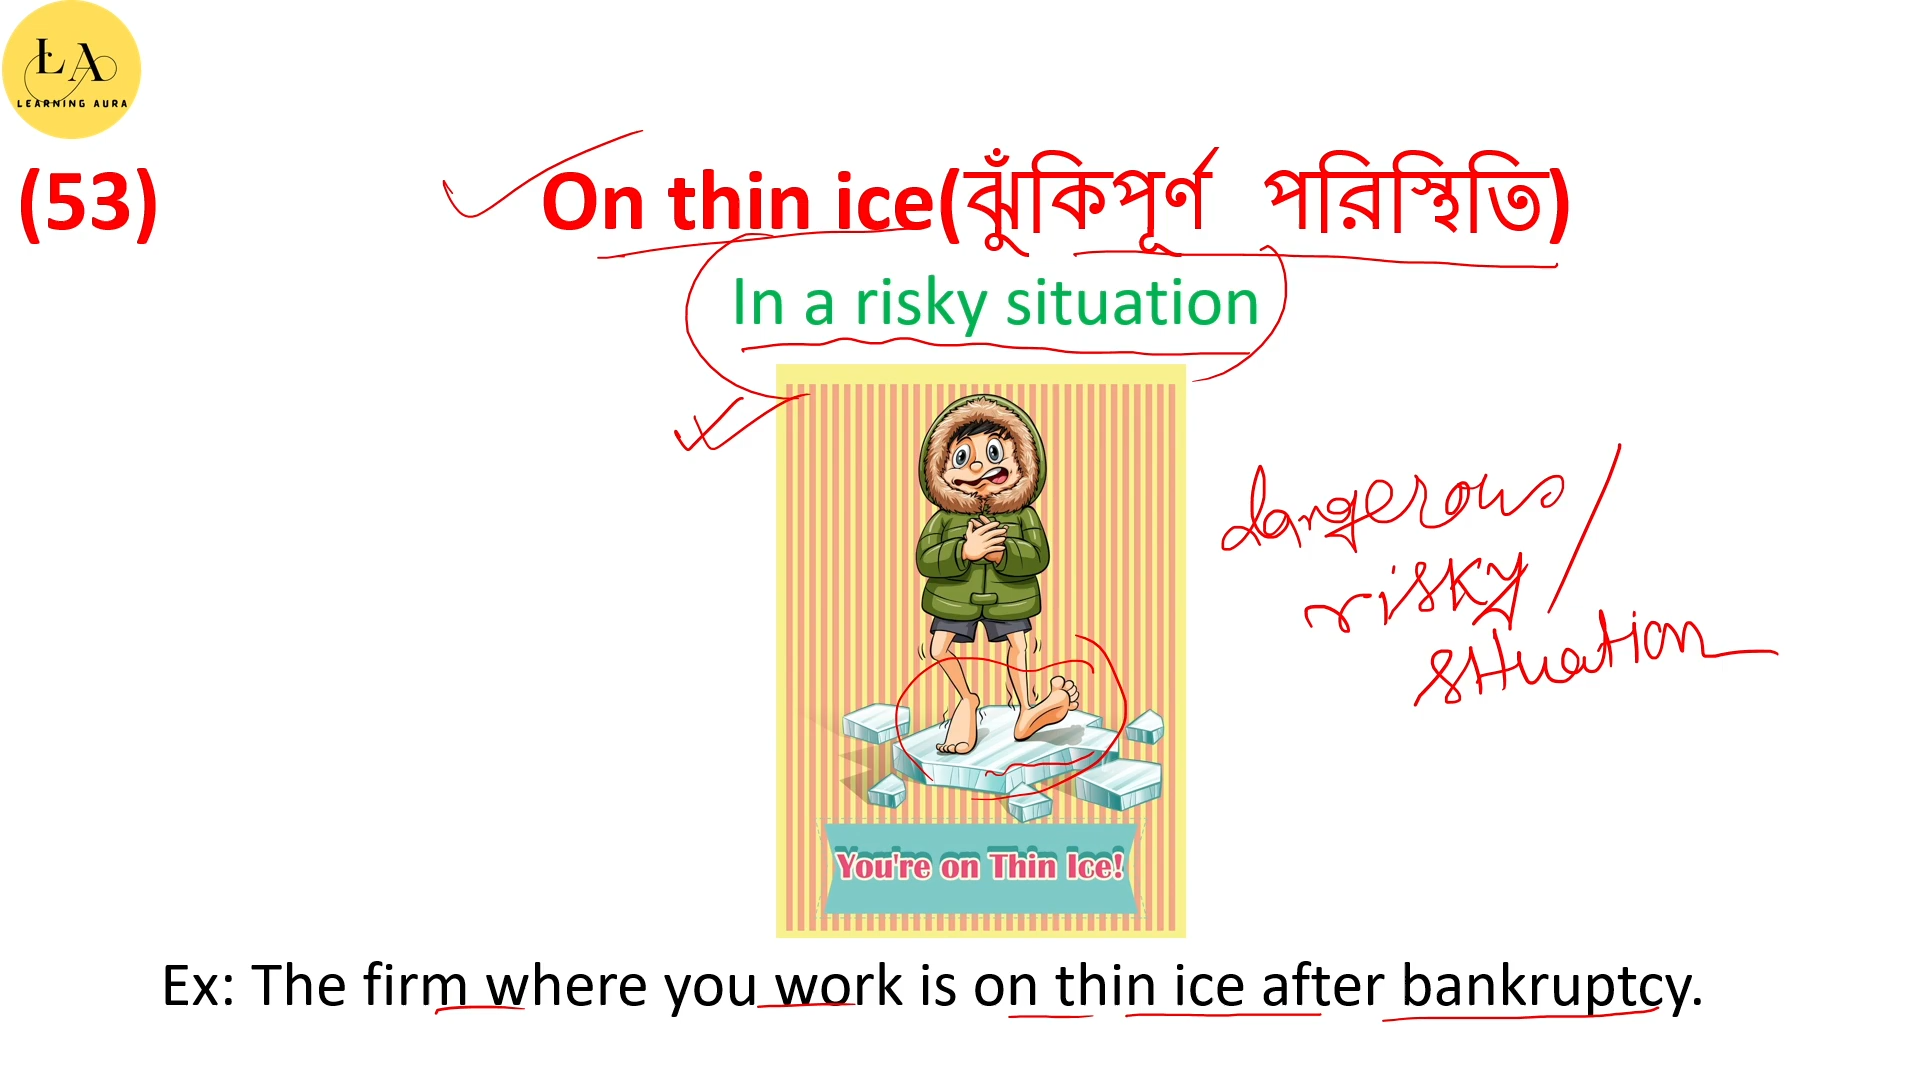 LA
LEARNING AURA
(53)
On thin ice(ঝুঁকিপূর্ণ পরিস্থিতি)
In a risky situation
dangerous/
risky
situation
You're on Thin Ice!
Ex: The firm where you work is on thin ice after bankruptcy.